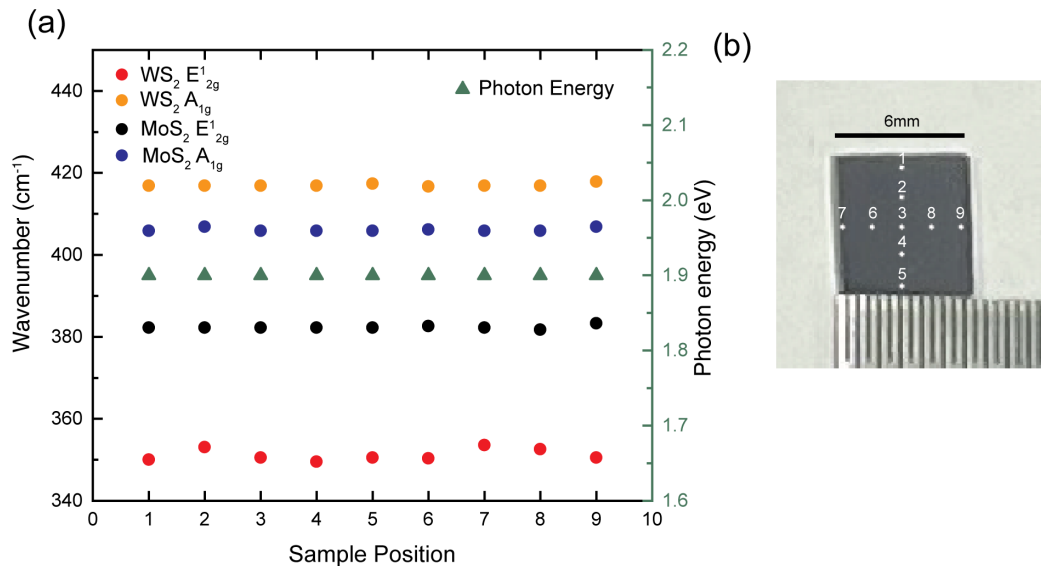 (a)
WS₂ E¹₂g
WS₂ A₁g
MoS₂ E¹₂g
MoS₂ A₁g
Photon Energy
Wavenumber (cm⁻¹)
440
420
400
380
360
340
0 1 2 3 4 5 6 7 8 9 10
Sample Position
2.2
2.1
2.0
1.9
1.8
1.7
1.6
Photon energy (eV)
(b)
6mm
1
2
7 6 3 8 9
4
5